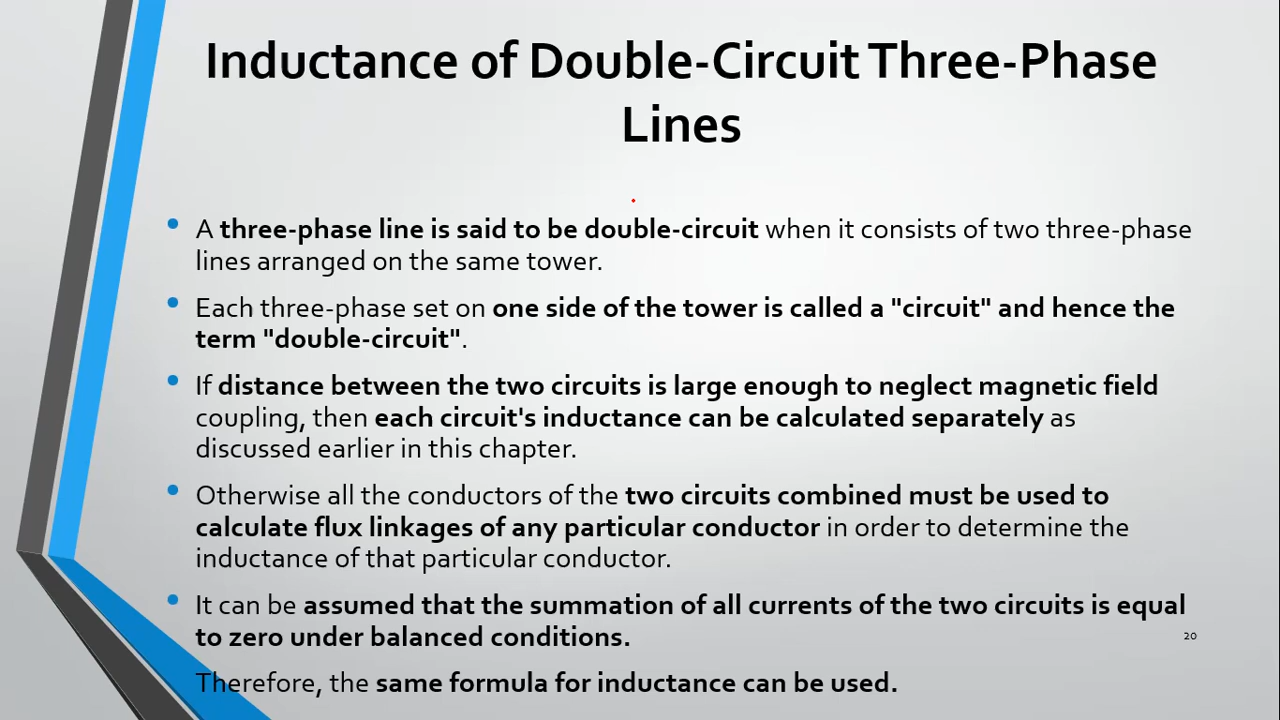 Inductance of Double-Circuit Three-Phase
Lines
A three-phase line is said to be double-circuit when it consists of two three-phase
lines arranged on the same tower.
Each three-phase set on one side of the tower is called a "circuit" and hence the
term "double-circuit".
If distance between the two circuits is large enough to neglect magnetic field
coupling, then each circuit's inductance can be calculated separately as
discussed earlier in this chapter.
Otherwise all the conductors of the two circuits combined must be used to
calculate flux linkages of any particular conductor in order to determine the
inductance of that particular conductor.
It can be assumed that the summation of all currents of the two circuits is equal
to zero under balanced conditions.
20
Therefore, the same formula for inductance can be used.